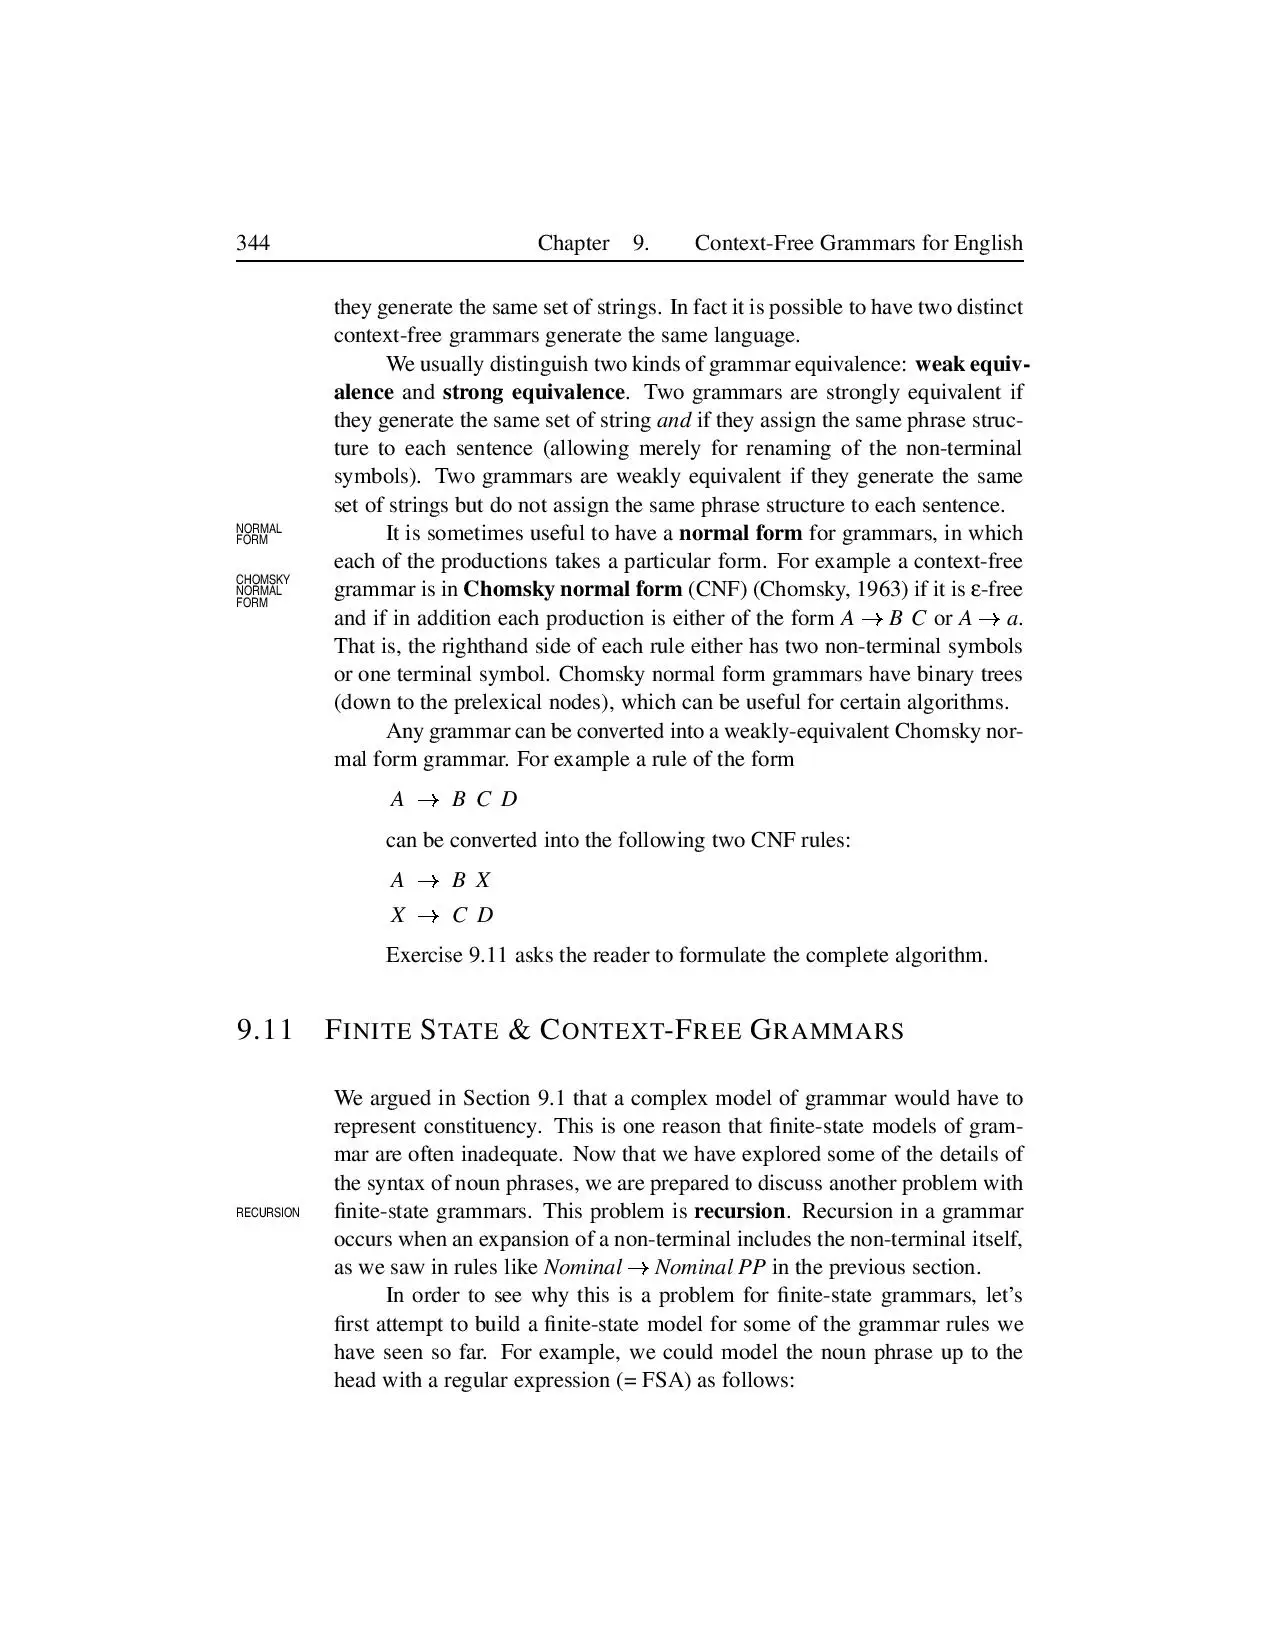 344 Chapter 9. Context-Free Grammars for English
they generate the same set of strings. In fact it is possible to have two distinct
context-free grammars generate the same language.
We usually distinguish two kinds of grammar equivalence: weak equiv-
alence and strong equivalence. Two grammars are strongly equivalent if
they generate the same set of string and if they assign the same phrase struc-
ture to each sentence (allowing merely for renaming of the non-terminal
symbols). Two grammars are weakly equivalent if they generate the same
set of strings but do not assign the same phrase structure to each sentence.
NORMAL
FORM
It is sometimes useful to have a normal form for grammars, in which
each of the productions takes a particular form. For example a context-free
CHOMSKY
NORMAL
FORM
grammar is in Chomsky normal form (CNF) (Chomsky, 1963) if it is ε-free
and if in addition each production is either of the form A → B C or A → a.
That is, the righthand side of each rule either has two non-terminal symbols
or one terminal symbol. Chomsky normal form grammars have binary trees
(down to the prelexical nodes), which can be useful for certain algorithms.
Any grammar can be converted into a weakly-equivalent Chomsky nor-
mal form grammar. For example a rule of the form
A → B C D
can be converted into the following two CNF rules:
A → B X
X → C D
Exercise 9.11 asks the reader to formulate the complete algorithm.
9.11 FINITE STATE & CONTEXT-FREE GRAMMARS
We argued in Section 9.1 that a complex model of grammar would have to
represent constituency. This is one reason that finite-state models of gram-
mar are often inadequate. Now that we have explored some of the details of
the syntax of noun phrases, we are prepared to discuss another problem with
RECURSION
finite-state grammars. This problem is recursion. Recursion in a grammar
occurs when an expansion of a non-terminal includes the non-terminal itself,
as we saw in rules like Nominal → Nominal PP in the previous section.
In order to see why this is a problem for finite-state grammars, let's
first attempt to build a finite-state model for some of the grammar rules we
have seen so far. For example, we could model the noun phrase up to the
head with a regular expression (= FSA) as follows: